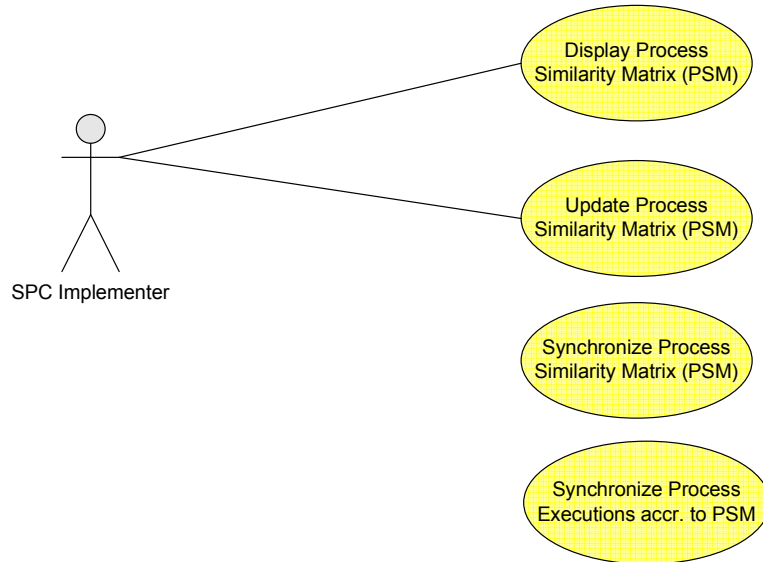 Display Process
Similarity Matrix (PSM)
Update Process
Similarity Matrix (PSM)
SPC Implementer
Synchronize Process
Similarity Matrix (PSM)
Synchronize Process
Executions accr. to PSM